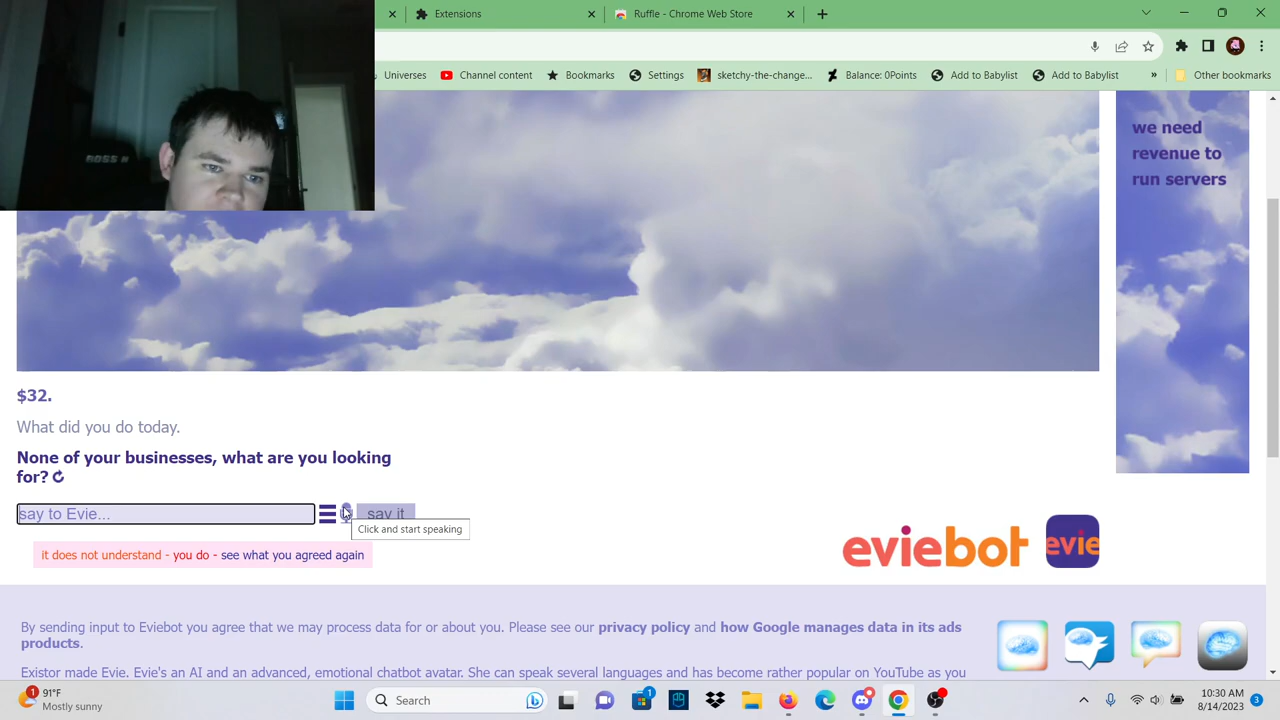 Extensions
Ruffle - Chrome Web Store
Universes
Channel content
Bookmarks
Settings
sketchy-the-change...
Balance: 0Points
Add to Babylist
Add to Babylist
»
Other bookmarks
we need
revenue to
run servers
$32.
What did you do today.
None of your businesses, what are you looking
for?
say to Evie...
say it
Click and start speaking
it does not understand - you do - see what you agreed again
eviebot
evie
By sending input to Eviebot you agree that we may process data for or about you. Please see our privacy policy and how Google manages data in its ads
products.
Existor made Evie. Evie's an AI and an advanced, emotional chatbot avatar. She can speak several languages and has become rather popular on YouTube as you
1
91°F
Mostly sunny
Search
1
10:30 AM
8/14/2023
3